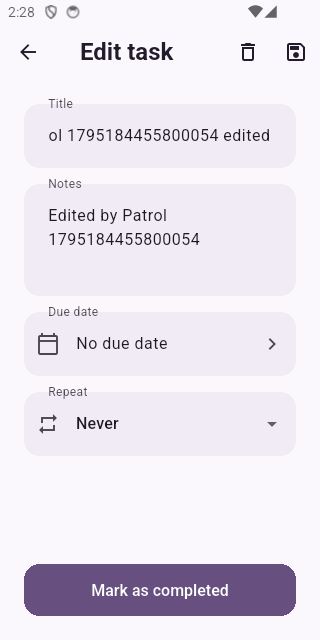 2:28
Edit task
Title
ol 1795184455800054 edited
Notes
Edited by Patrol
1795184455800054
Due date
No due date
Repeat
Never
Mark as completed